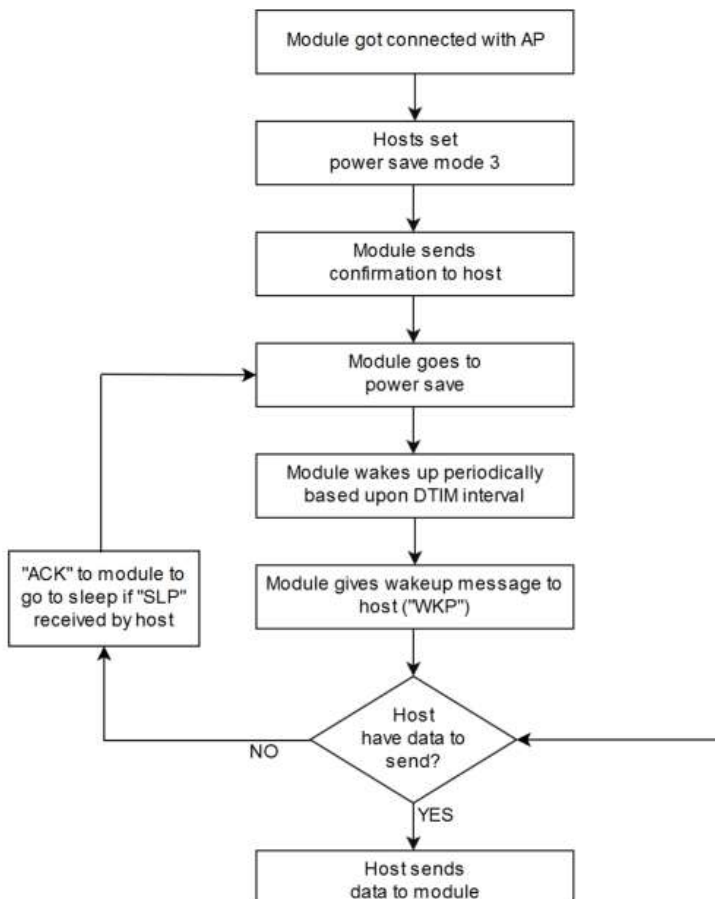 Module got connected with AP
Hosts set
power save mode 3
Module sends
confirmation to host
Module goes to
power save
Module wakes up periodically
based upon DTIM interval
"ACK" to module to
go to sleep if "SLP"
received by host
Module gives wakeup message to
host ("WKP")
Host
have data to
send?
NO
YES
Host sends
data to module